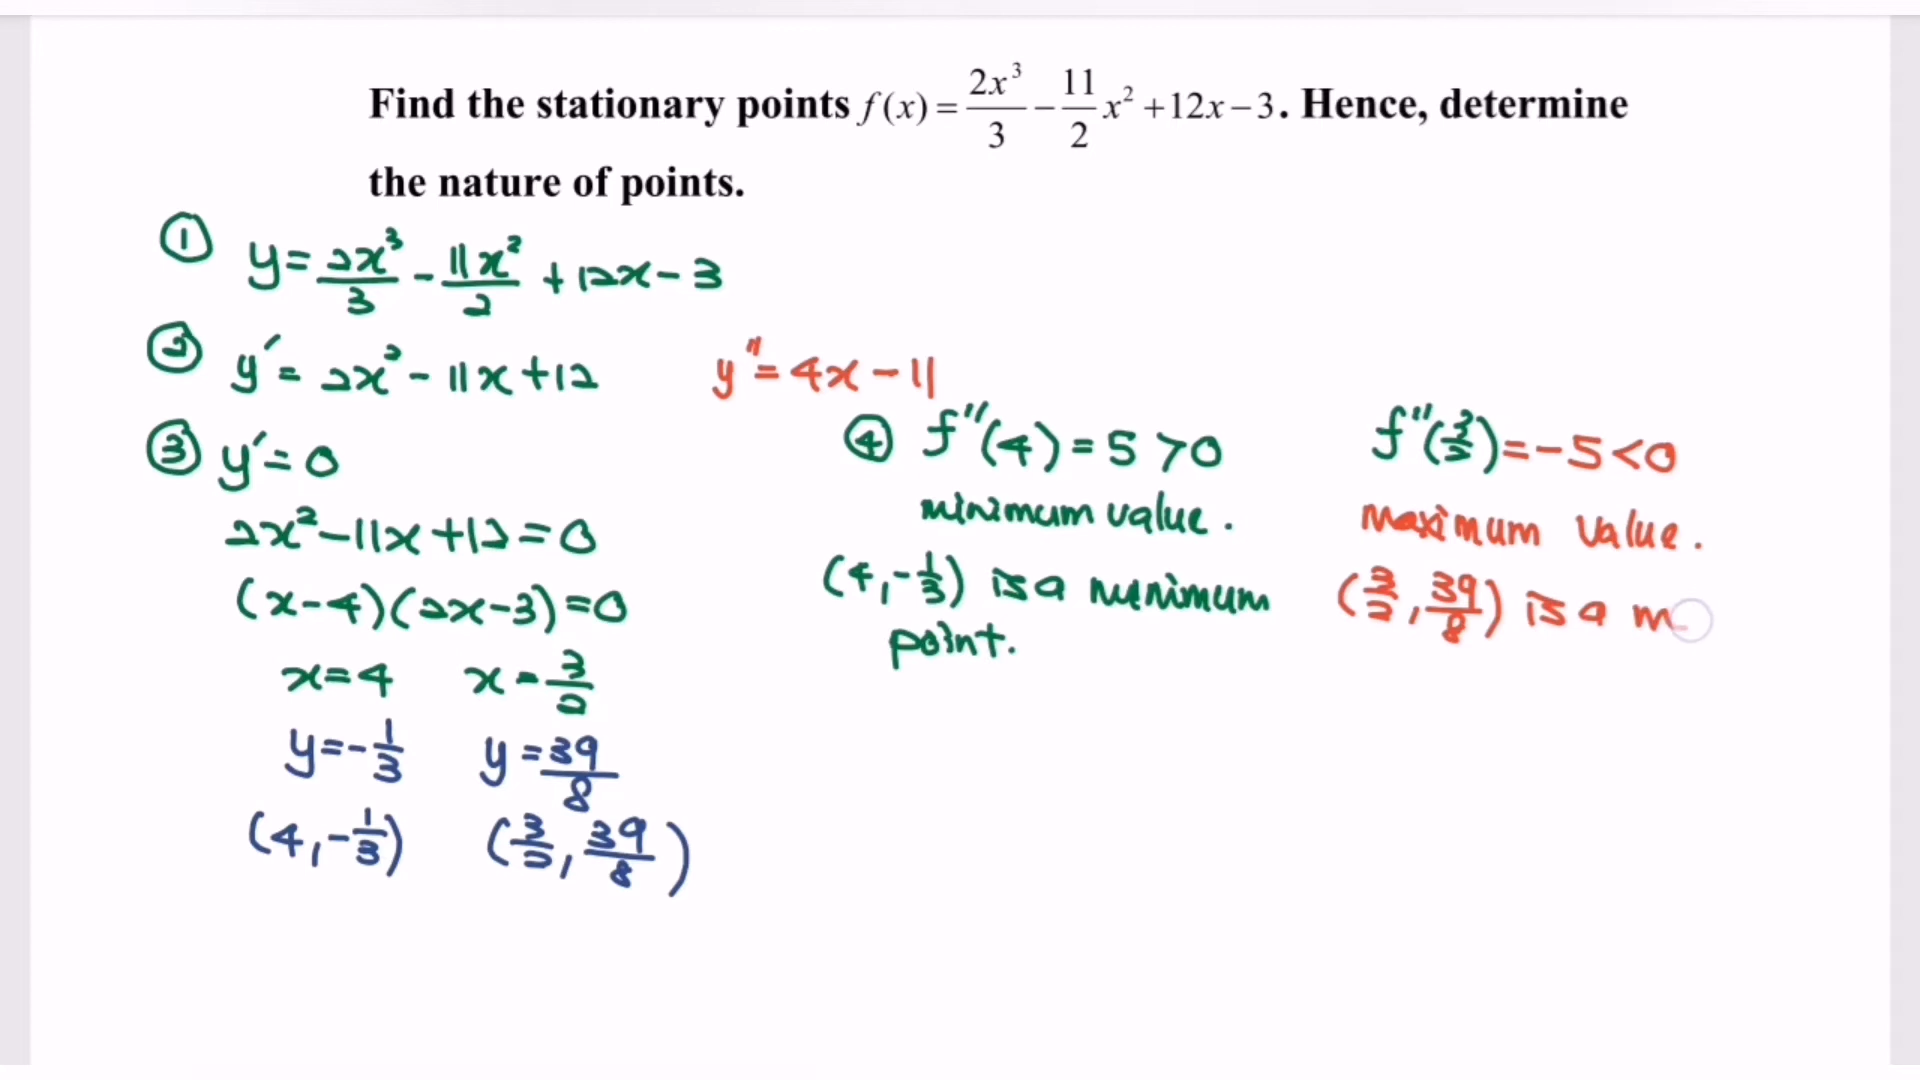 Find the stationary points f(x) = 2x³/3 − 11/2 x² + 12x − 3. Hence, determine
the nature of points.
① y = 2x³/3 - 11x²/2 + 12x - 3
② y' = 2x² - 11x + 12 y'' = 4x - 11
③ y' = 0
2x² - 11x + 12 = 0
(x-4)(2x-3) = 0
x = 4 x = 3/2
y = -1/3 y = 39/8
(4, -1/3) (3/2, 39/8)
④ f''(4) = 5 > 0
minimum value.
(4, -1/3) is a minimum
point.
f''(3/2) = -5 < 0
Maximum value.
(3/2, 39/8) is a m